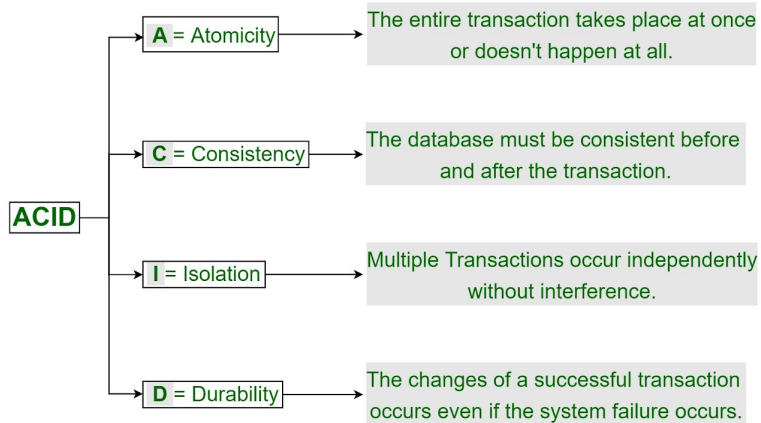 ACID
A = Atomicity
The entire transaction takes place at once
or doesn't happen at all.
C = Consistency
The database must be consistent before
and after the transaction.
I = Isolation
Multiple Transactions occur independently
without interference.
D = Durability
The changes of a successful transaction
occurs even if the system failure occurs.